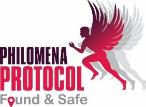 PHILOMENA
PROTOCOL
Found & Safe